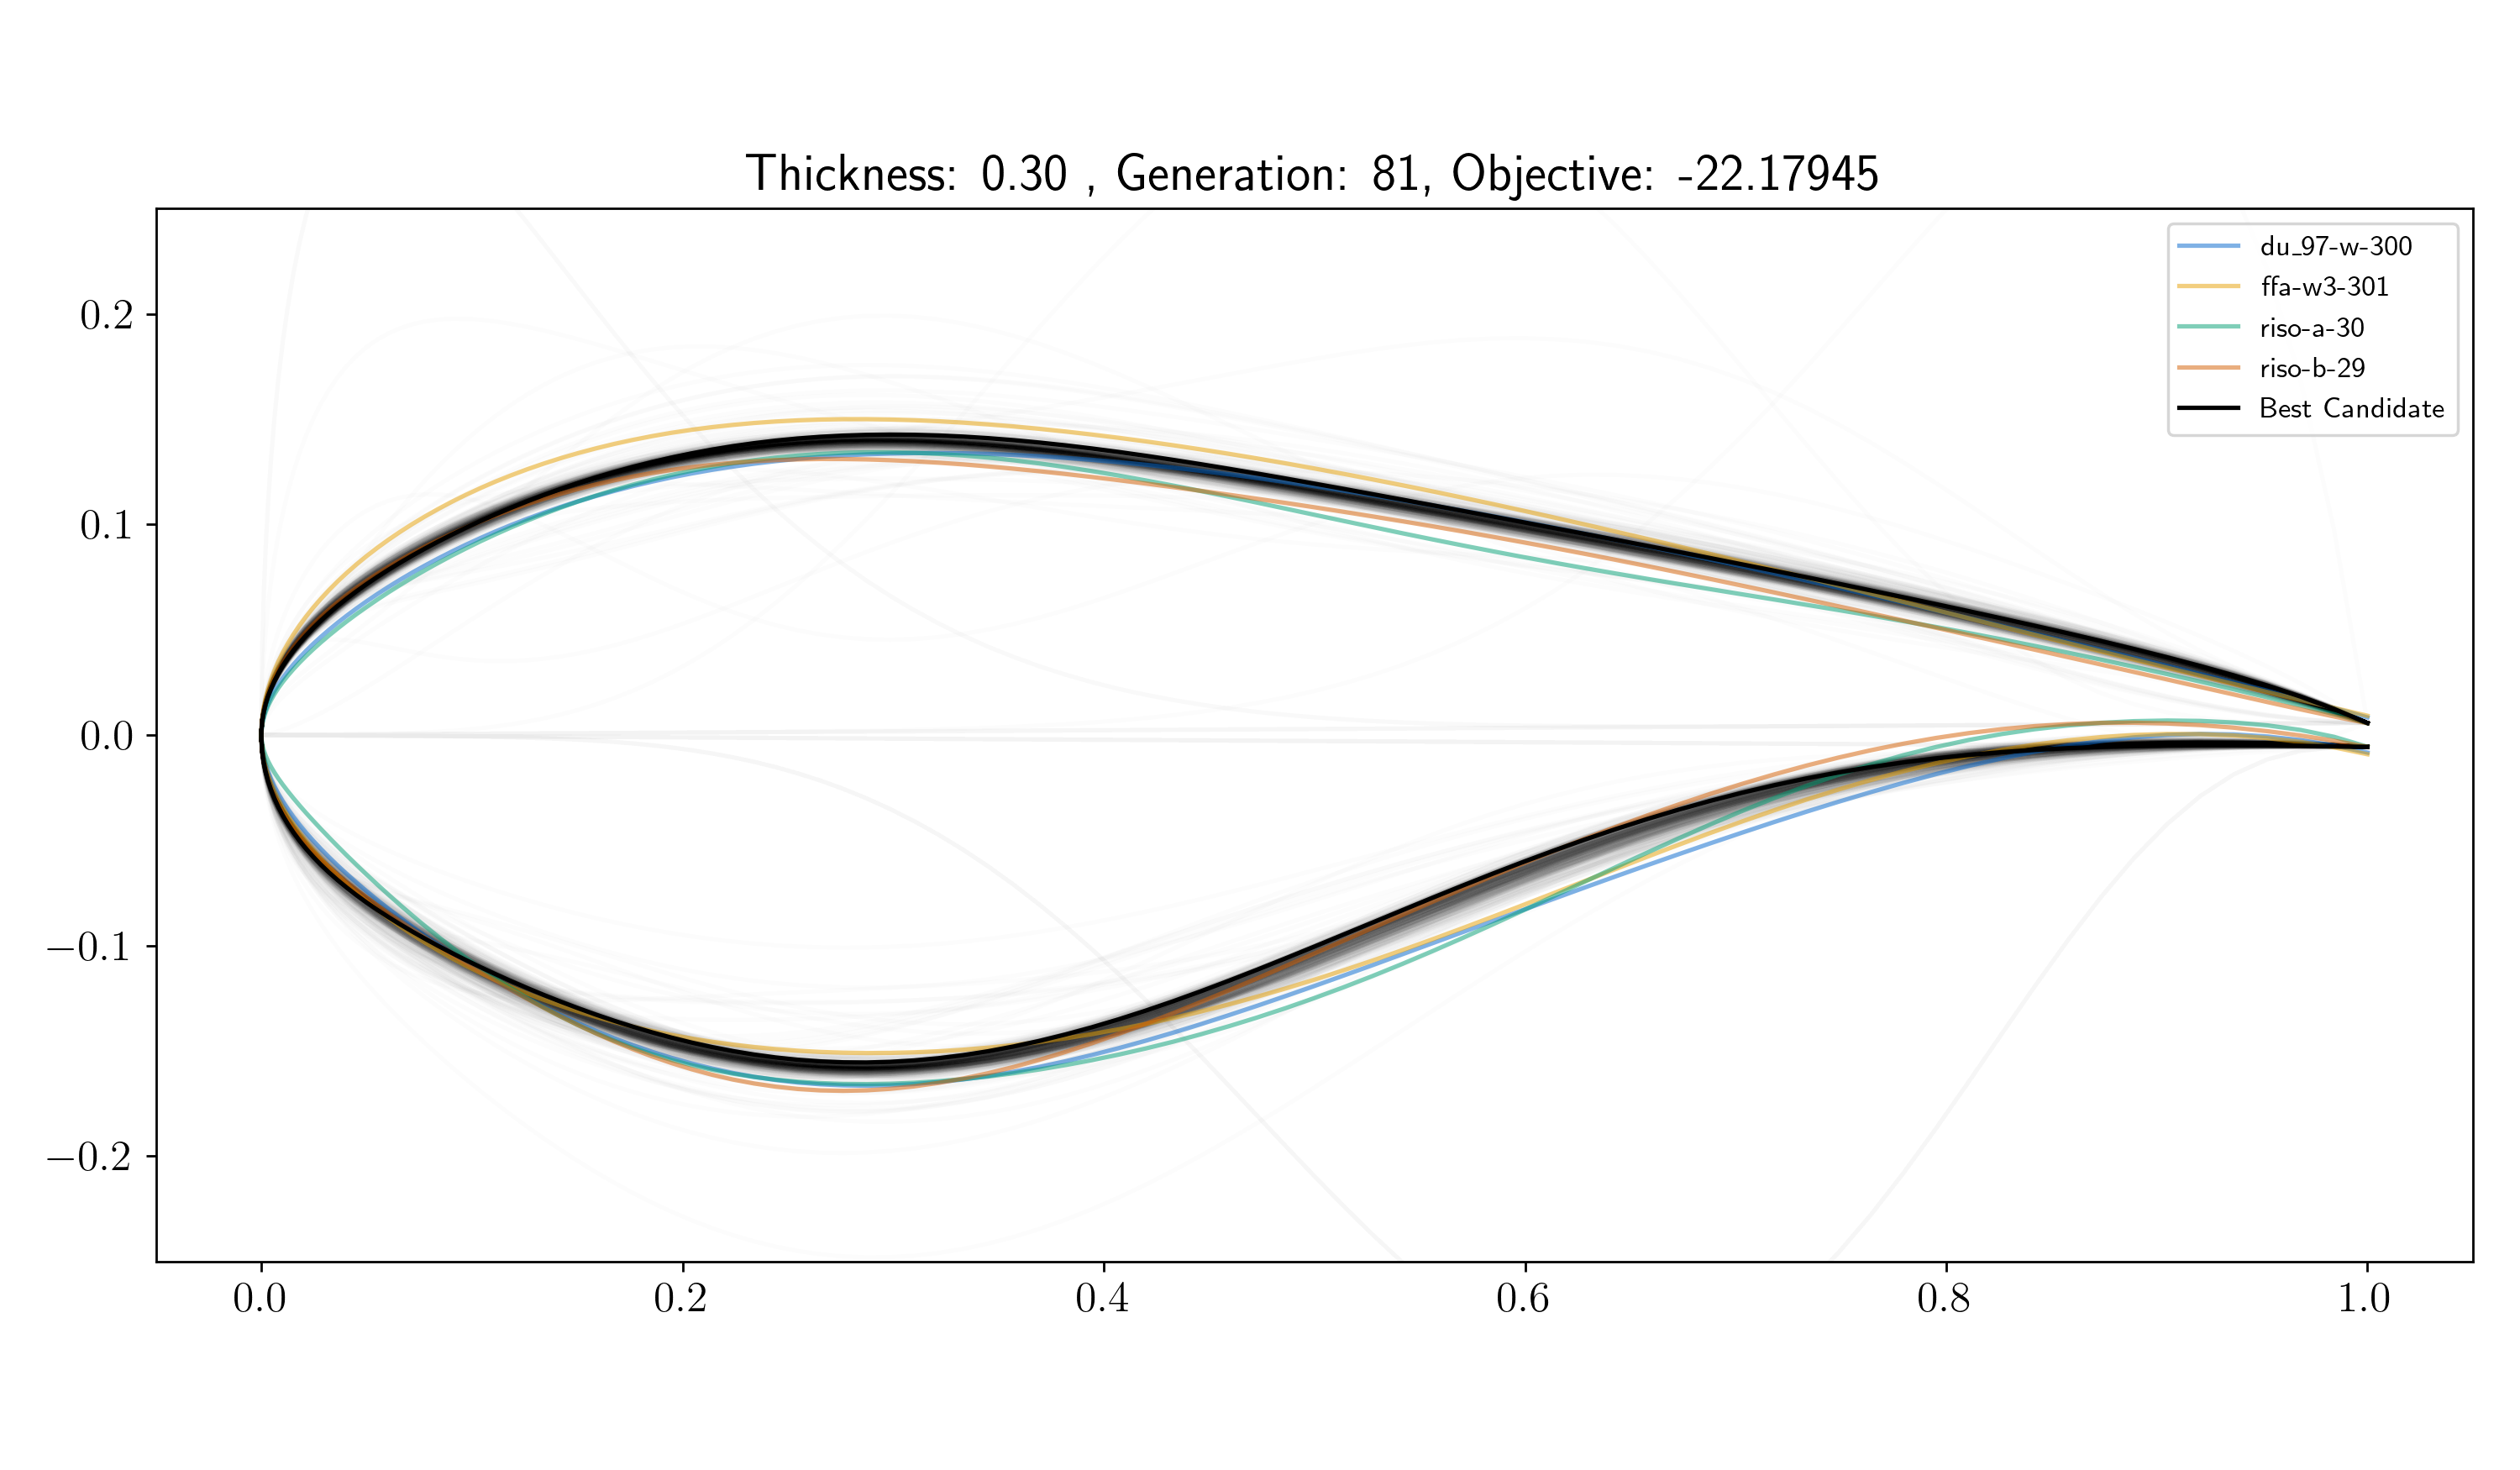 Thickness: 0.30 , Generation: 81, Objective: -22.17945
du_97-w-300
ffa-w3-301
riso-a-30
riso-b-29
Best Candidate
0.2
0.1
0.0
−0.1
−0.2
0.0 0.2 0.4 0.6 0.8 1.0